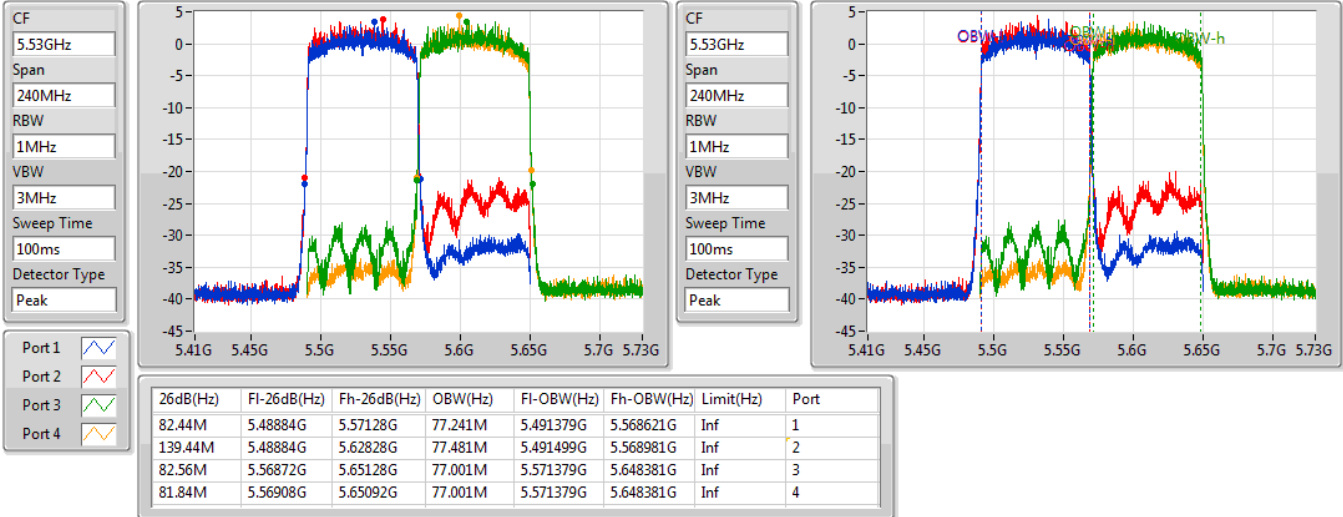 CF
5.53GHz
Span
240MHz
RBW
1MHz
VBW
3MHz
Sweep Time
100ms
Detector Type
Peak
5
0
-5
-10
-15
-20
-25
-30
-35
-40
-45
5.41G 5.45G 5.5G 5.55G 5.6G 5.65G 5.7G 5.73G
CF
5.53GHz
Span
240MHz
RBW
1MHz
VBW
3MHz
Sweep Time
100ms
Detector Type
Peak
5
0
-5
-10
-15
-20
-25
-30
-35
-40
-45
5.41G 5.45G 5.5G 5.55G 5.6G 5.65G 5.7G 5.73G
Port 1
Port 2
Port 3
Port 4
26dB(Hz) Fl-26dB(Hz) Fh-26dB(Hz) OBW(Hz) Fl-OBW(Hz) Fh-OBW(Hz) Limit(Hz) Port
82.44M 5.48884G 5.57128G 77.241M 5.491379G 5.568621G Inf 1
139.44M 5.48884G 5.62828G 77.481M 5.491499G 5.568981G Inf 2
82.56M 5.56872G 5.65128G 77.001M 5.571379G 5.648381G Inf 3
81.84M 5.56908G 5.65092G 77.001M 5.571379G 5.648381G Inf 4